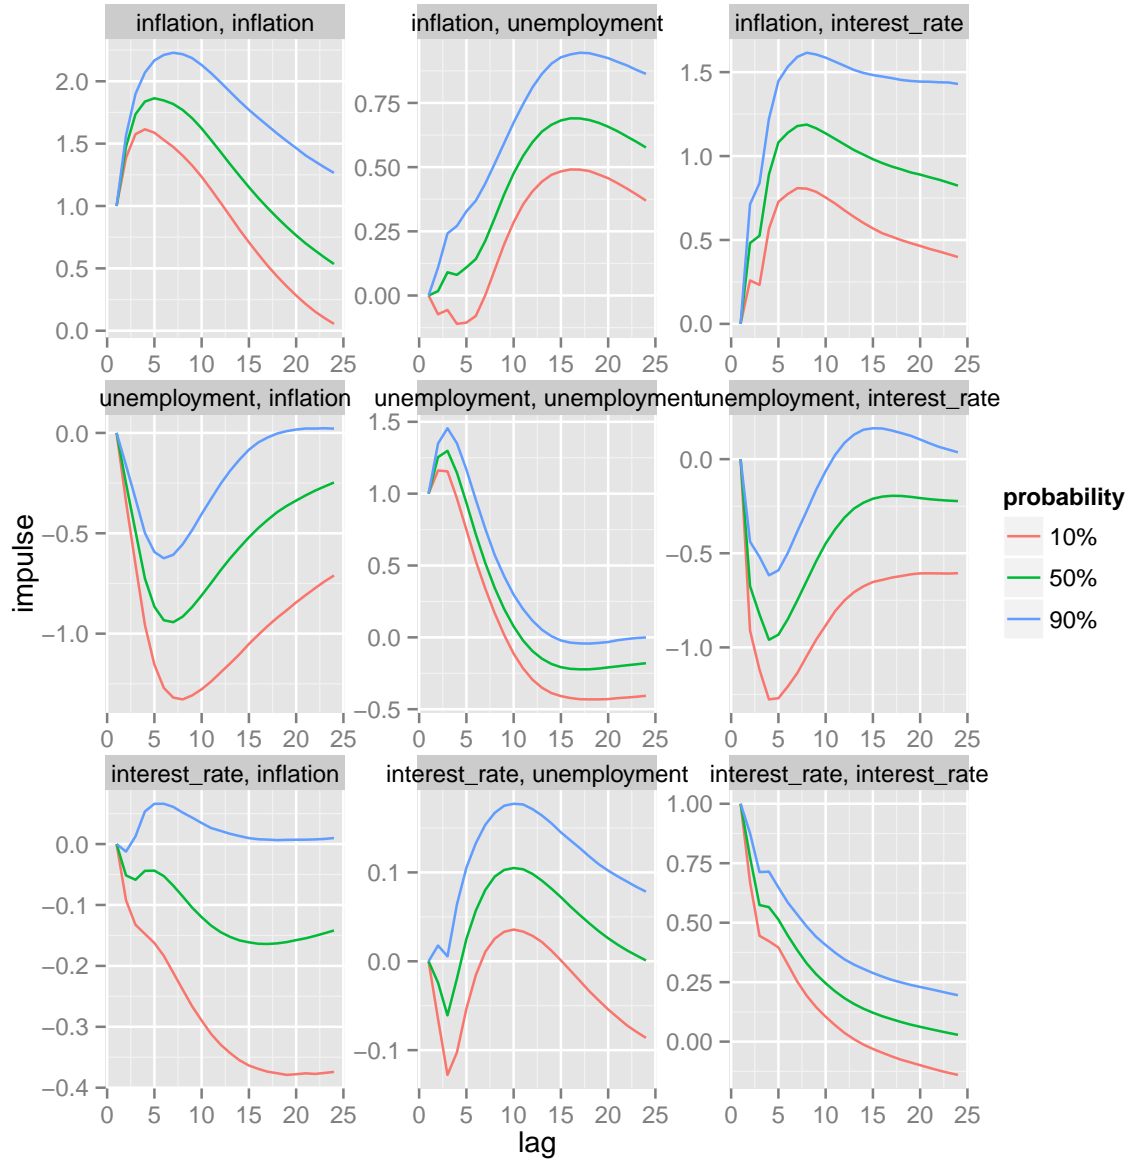 inflation, inflation
inflation, unemployment
inflation, interest_rate
2.0
1.5
1.0
0.5
0.0
0.75
0.50
0.25
0.00
1.5
1.0
0.5
0.0
0 5 10 15 20 25
0 5 10 15 20 25
0 5 10 15 20 25
unemployment, inflation
unemployment, unemployment
unemployment, interest_rate
0.0
−0.5
−1.0
1.5
1.0
0.5
0.0
−0.5
0.0
−0.5
−1.0
0 5 10 15 20 25
0 5 10 15 20 25
0 5 10 15 20 25
interest_rate, inflation
interest_rate, unemployment
interest_rate, interest_rate
0.0
−0.1
−0.2
−0.3
−0.4
0.1
0.0
−0.1
1.00
0.75
0.50
0.25
0.00
0 5 10 15 20 25
0 5 10 15 20 25
0 5 10 15 20 25
impulse
lag
probability
10%
50%
90%